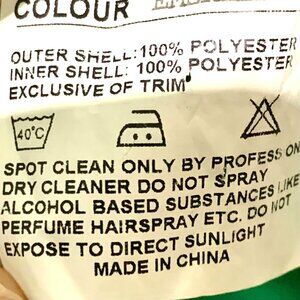 COLOUR
OUTER SHELL: 100% POLYESTER
INNER SHELL: 100% POLYESTER
EXCLUSIVE OF TRIM
40°C
SPOT CLEAN ONLY BY PROFESS ON
DRY CLEANER DO NOT SPRAY
ALCOHOL BASED SUBSTANCES LIKE
PERFUME HAIRSPRAY ETC. DO NOT
EXPOSE TO DIRECT SUNLIGHT
MADE IN CHINA